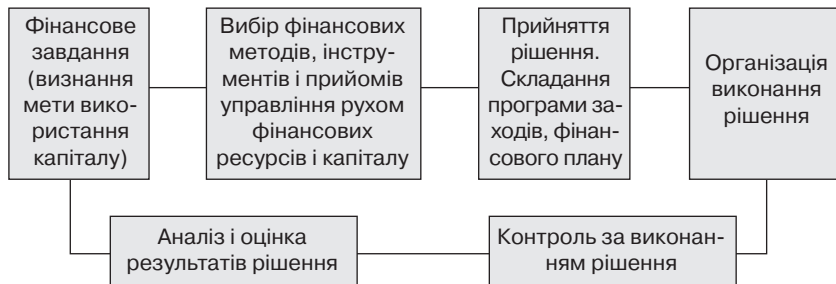 Фінансове
завдання
(визнання
мети вико-
ристання
капіталу)
Вибір фінансових
методів, інстру-
ментів і прийомів
управління рухом
фінансових
ресурсів і капіталу
Прийняття
рішення.
Складання
програми за-
ходів, фінан-
сового плану
Організація
виконання
рішення
Аналіз і оцінка
результатів рішення
Контроль за виконан-
ням рішення